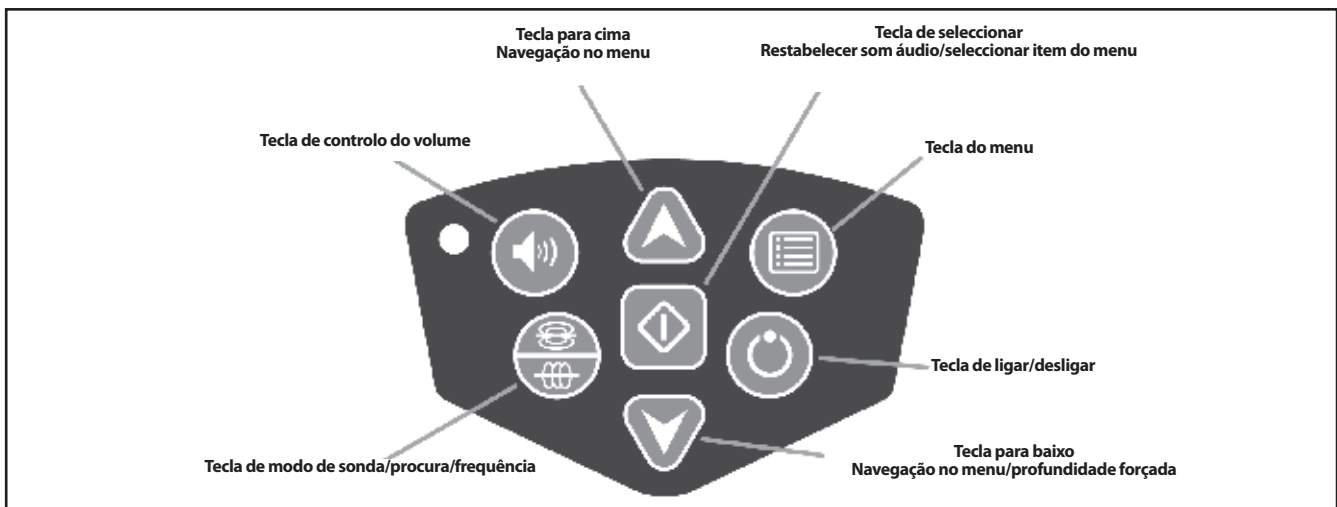 Tecla para cima
Navegação no menu
Tecla de seleccionar
Restabelecer som áudio/seleccionar item do menu
Tecla de controlo do volume
Tecla do menu
Tecla de ligar/desligar
Tecla de modo de sonda/procura/frequência
Tecla para baixo
Navegação no menu/profundidade forçada